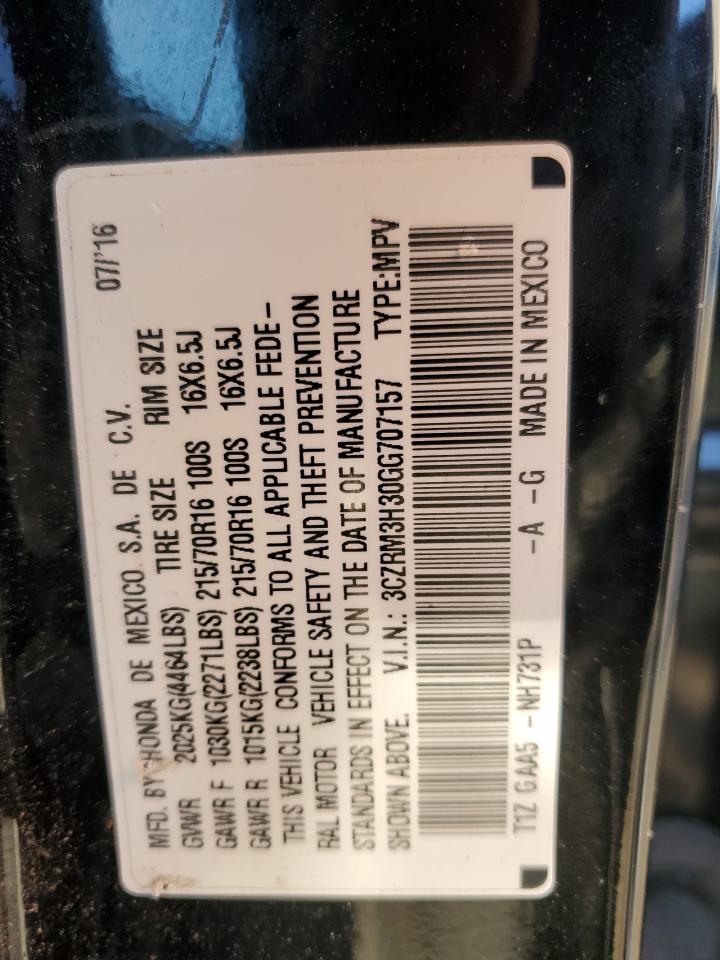 MFD. BY HONDA DE MEXICO S.A. DE C.V. 07/'16
GVWR 2025KG(4464LBS) TIRE SIZE RIM SIZE
GAWR F 1030KG(2271LBS) 215/70R16 100S 16X6.5J
GAWR R 1015KG(2238LBS) 215/70R16 100S 16X6.5J
THIS VEHICLE CONFORMS TO ALL APPLICABLE FEDE-
RAL MOTOR VEHICLE SAFETY AND THEFT PREVENTION
STANDARDS IN EFFECT ON THE DATE OF MANUFACTURE
SHOWN ABOVE. V.I.N.: 3CZRM3H30GG707157 TYPE:MPV
T1Z GAA5 -NH731P -A -G MADE IN MEXICO